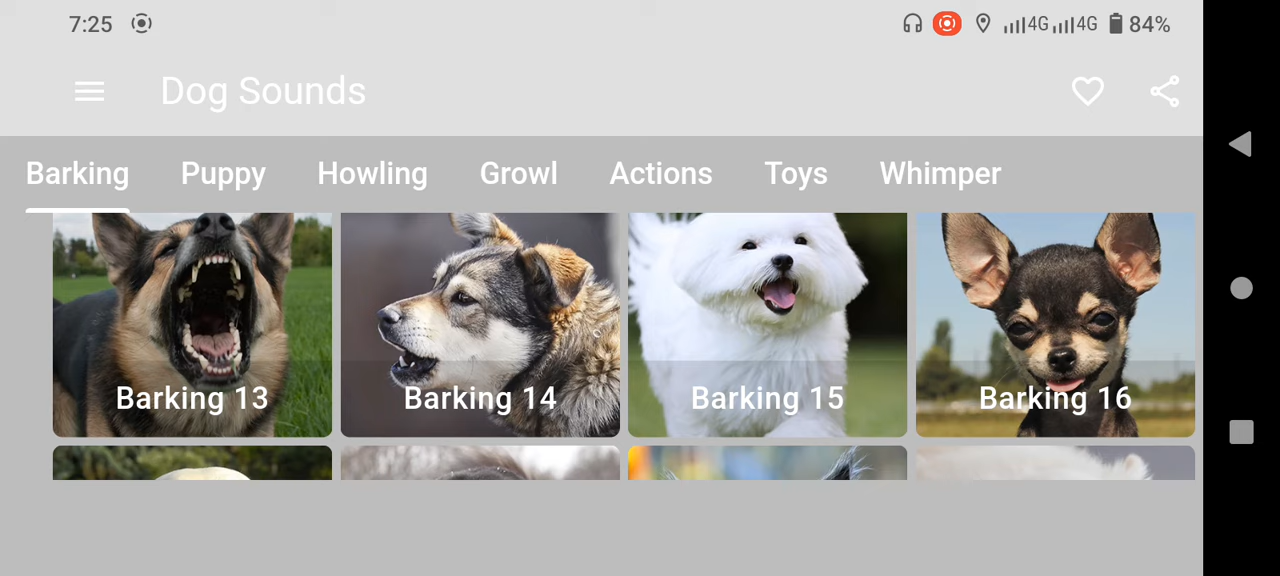 7:25 4G 4G 84%
Dog Sounds
Barking Puppy Howling Growl Actions Toys Whimper
Barking 13 Barking 14 Barking 15 Barking 16